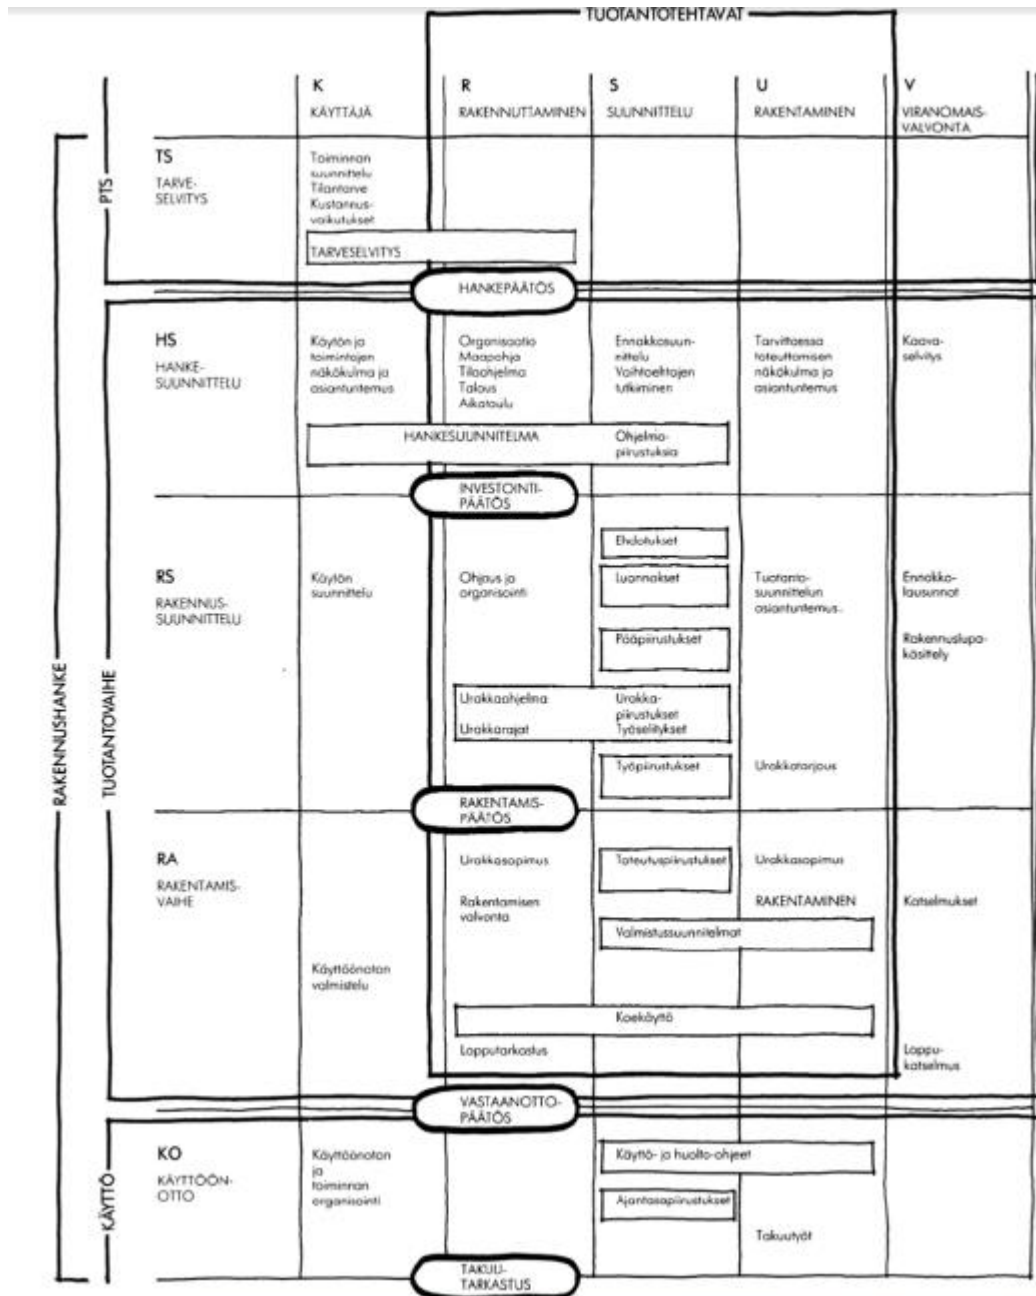 TUOTANTOTEHTÄVAT
K
KÄYTTÄJÄ
R
RAKENNUTTAMINEN
S
SUUNNITTELU
U
RAKENTAMINEN
V
VIRANOMAIS-
VALVONTA
RAKENNUSHANKE
PTS
TUOTANTOVAIHE
KÄYTTÖ
TS
TARVE-
SELVITYS
Toiminnan
suunnittelu
Tilantarve
Kustannus-
vaikutukset
TARVESELVITYS
HANKEPÄÄTÖS
HS
HANKE-
SUUNNITTELU
Käytön ja
toimintojen
näkökulma ja
asiantuntemus
Organisaatio
Maapohja
Tilaohjelma
Talous
Aikataulu
Ennakkosuun-
nittelu
Vaihtoehtojen
tutkiminen
Tarvittaessa
toteuttamisen
näkökulma ja
asiantuntemus
Kaava-
selvitys
HANKESUUNNITELMA
Ohjelma-
piirustuksia
INVESTOINTI-
PÄÄTÖS
RS
RAKENNUS-
SUUNNITTELU
Käytön
suunnittelu
Ohjaus ja
organisointi
Ehdotukset
Luonnokset
Pääpiirustukset
Tuotanto-
suunnittelun
asiantuntemus
Ennakko-
lausunnot
Rakennuslupa-
käsittely
Urakkaohjelma
Urakkarajat
Urakka-
piirustukset
Työselitykset
Työpiirustukset
Urakkatarjous
RAKENTAMIS-
PÄÄTÖS
RA
RAKENTAMIS-
VAIHE
Urakkasopimus
Toteutuspiirustukset
Urakkasopimus
Rakentamisen
valvonta
RAKENTAMINEN
Katselmukset
Valmistussuunnitelmat
Käyttöönoton
valmistelu
Koekäyttö
Lopputarkastus
Loppu-
katselmus
VASTAANOTTO-
PÄÄTÖS
KO
KÄYTTÖÖN-
OTTO
Käyttöönoton
ja
toiminnan
organisointi
Käyttö- ja huolto-ohjeet
Ajantasapiirustukset
Takuutyöt
TAKUU-
TARKASTUS